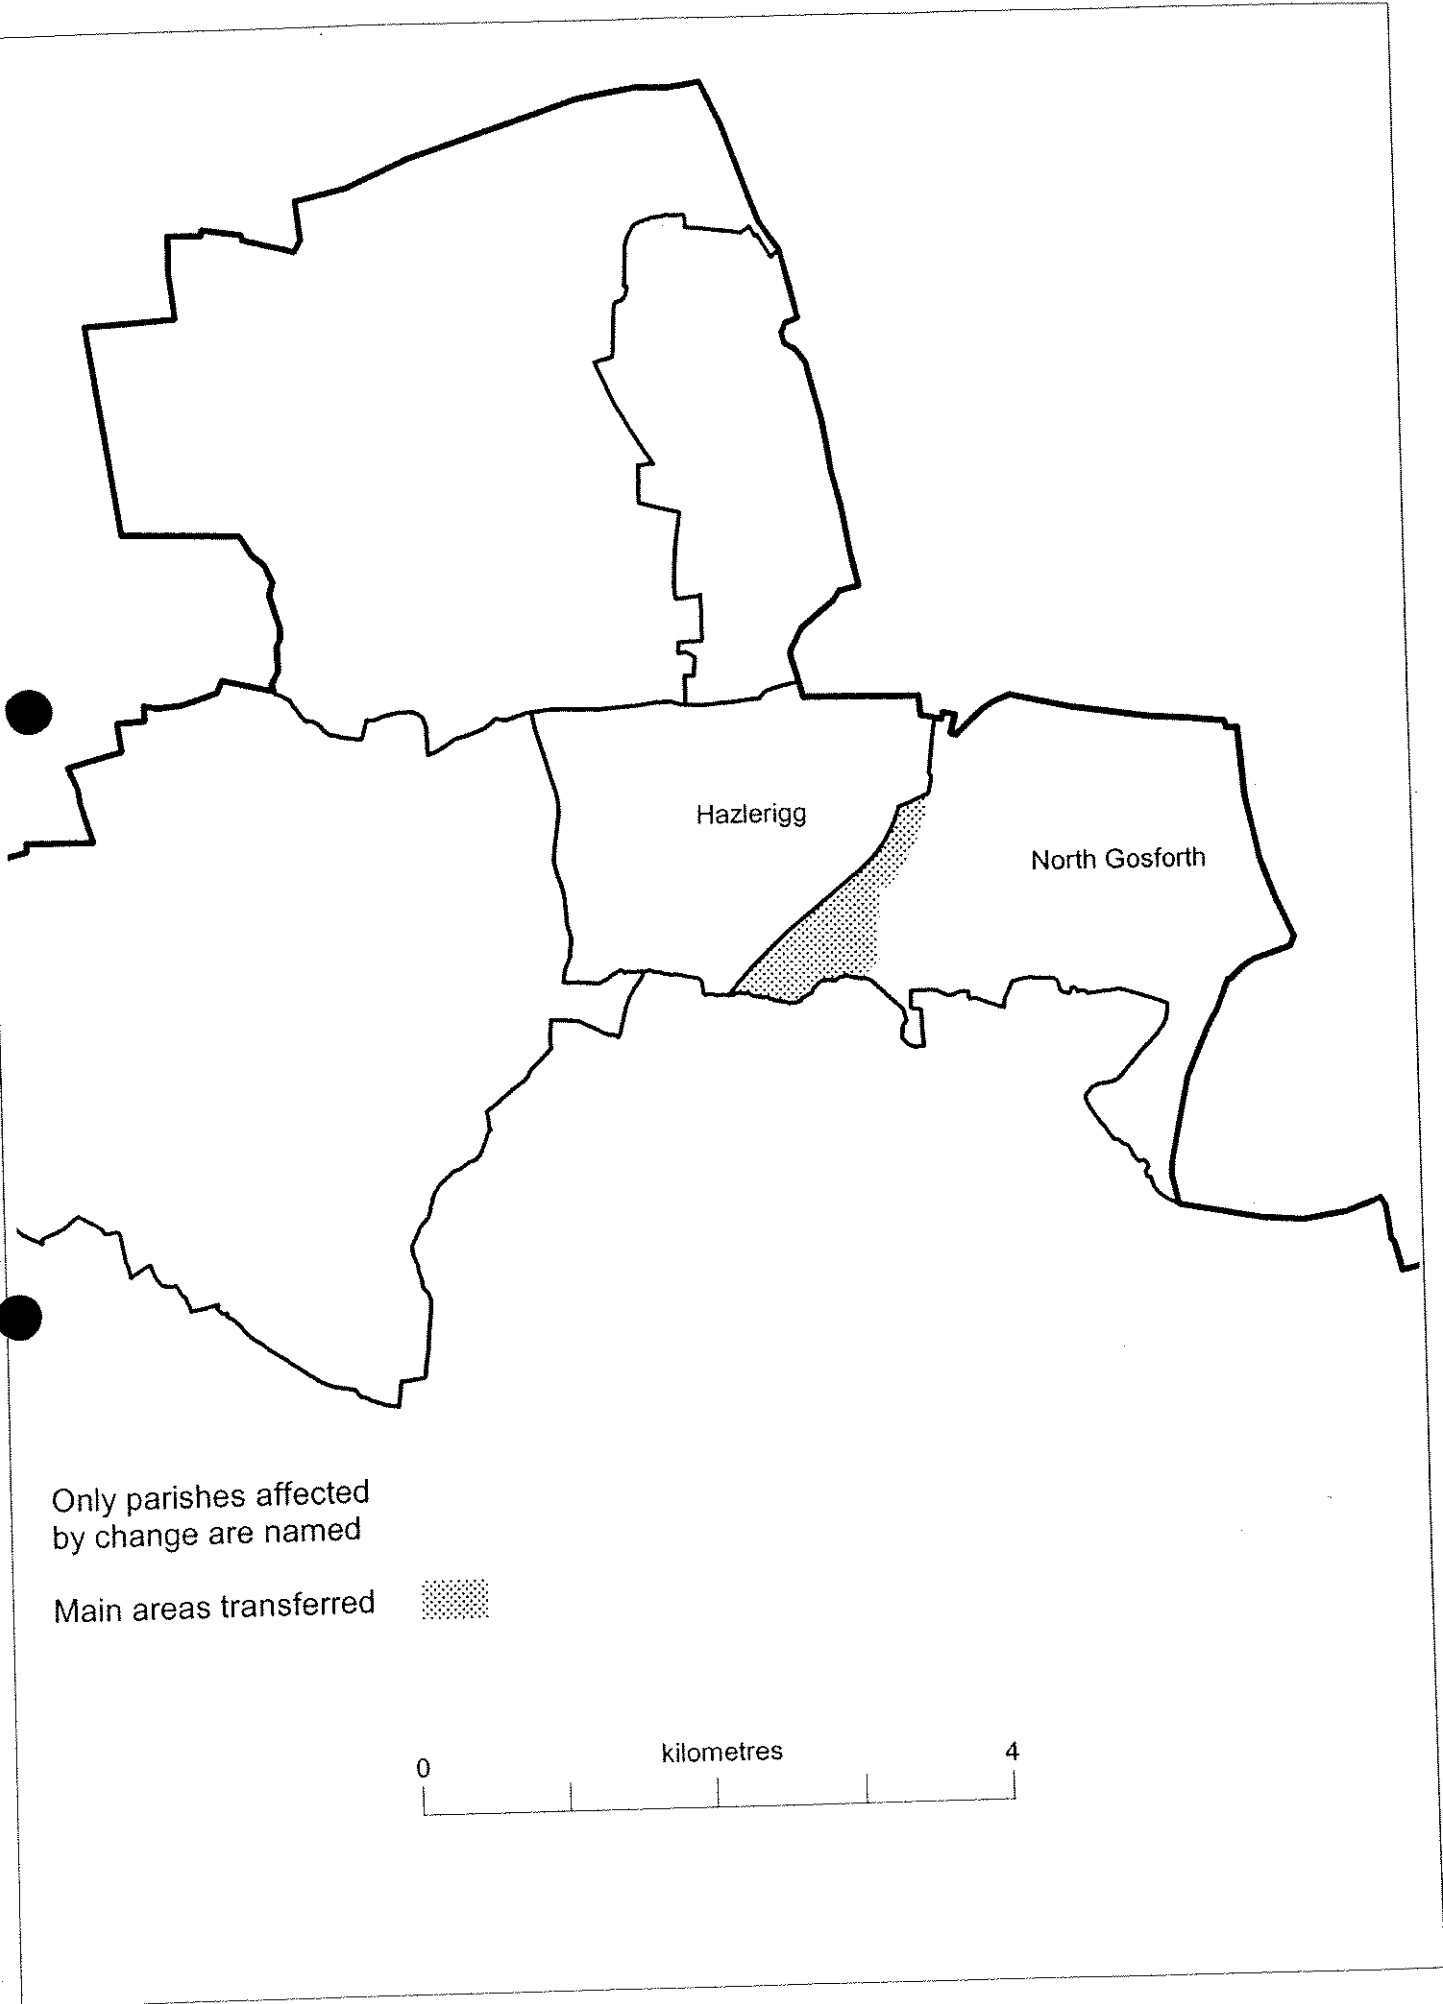 Hazlerigg
North Gosforth
Only parishes affected
by change are named
Main areas transferred
0
kilometres
4